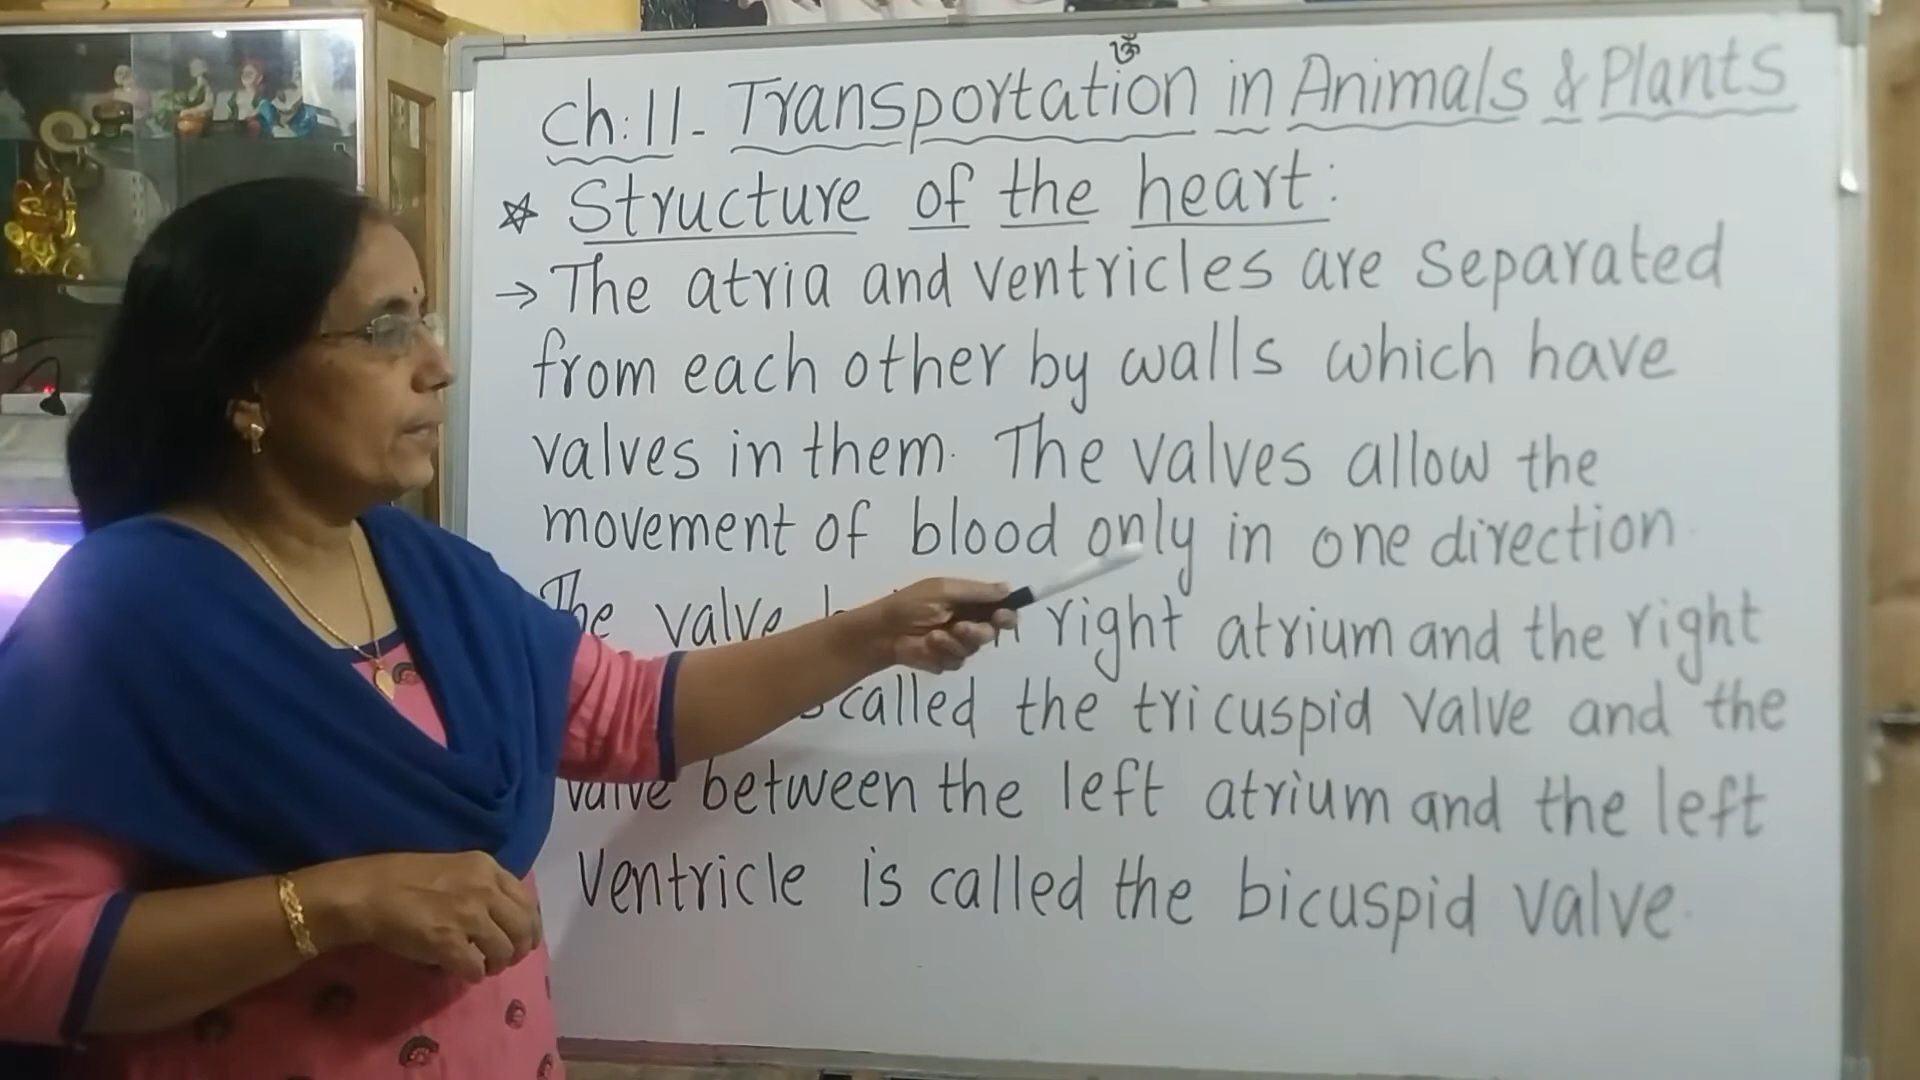 ॐ
Ch:11- Transportation in Animals & Plants
☆ Structure of the heart:
→ The atria and ventricles are separated
from each other by walls which have
valves in them. The valves allow the
movement of blood only in one direction.
The valve right atrium and the right
called the tricuspid valve and the
valve between the left atrium and the left
ventricle is called the bicuspid valve.